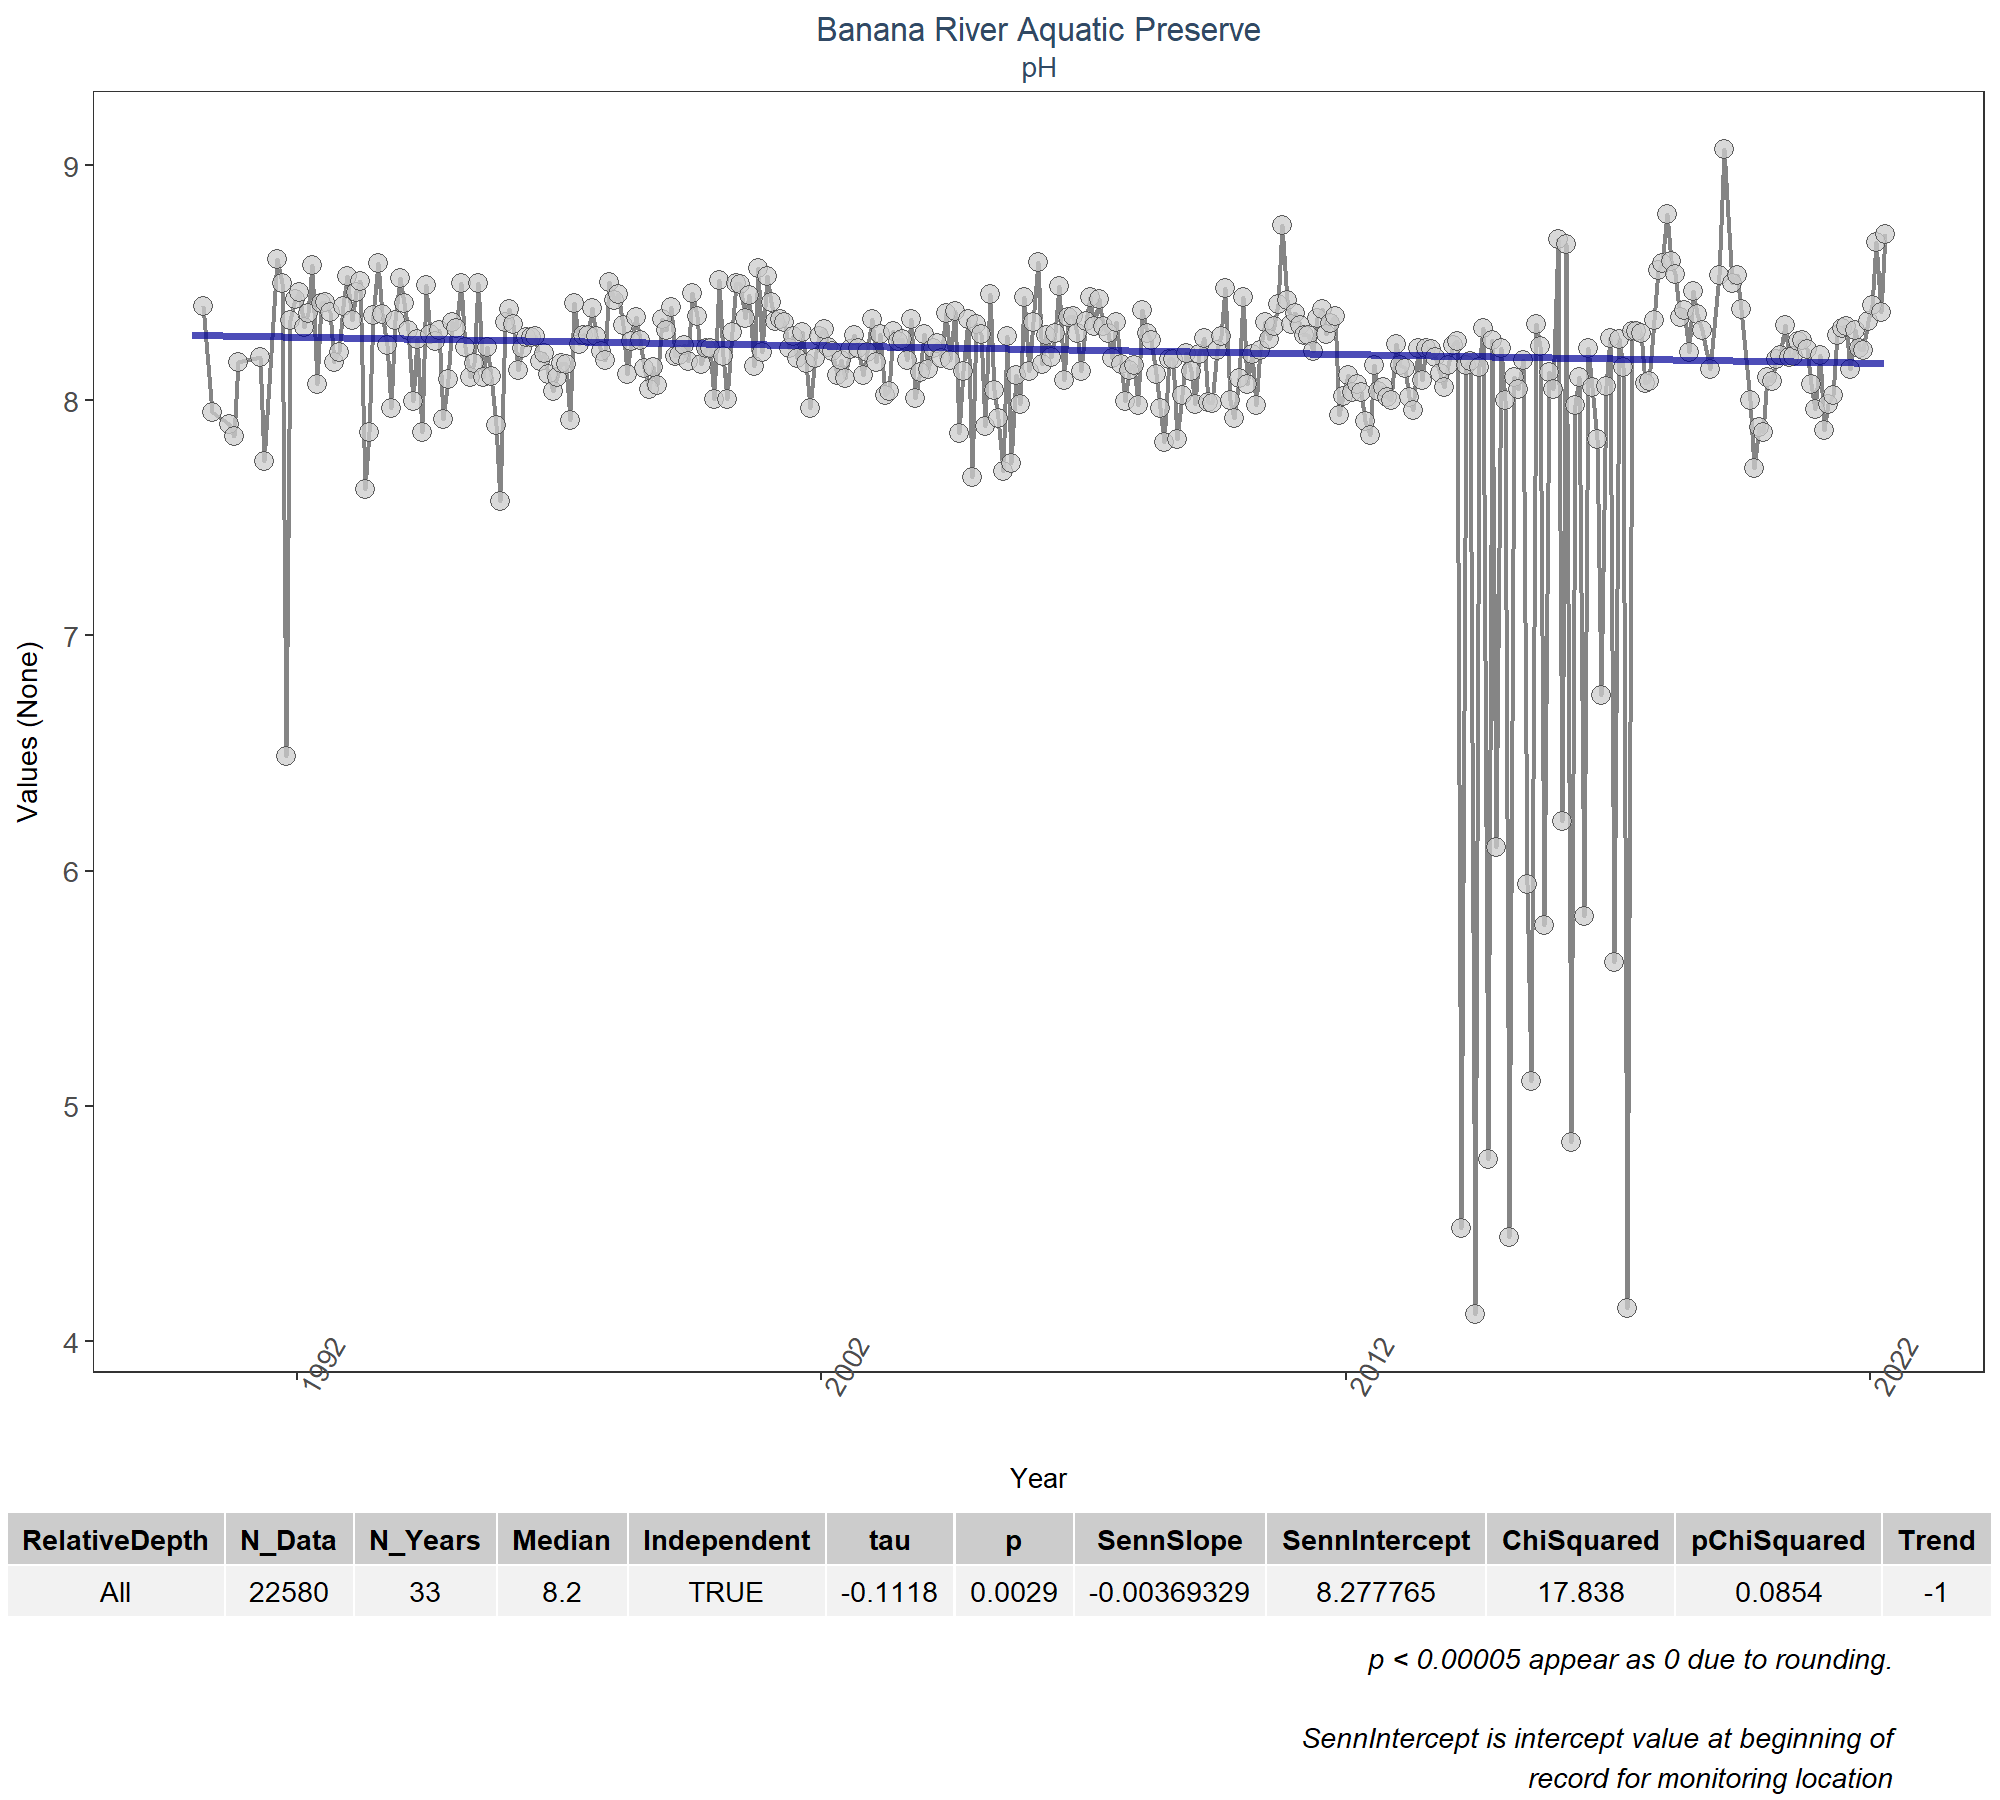 Banana River Aquatic Preserve
pH
9
8
7
6
5
4
Values (None)
1992
2002
2012
2022
Year
RelativeDepth N_Data N_Years Median Independent tau p SennSlope SennIntercept ChiSquared pChiSquared Trend
All 22580 33 8.2 TRUE -0.1118 0.0029 -0.00369329 8.277765 17.838 0.0854 -1
p < 0.00005 appear as 0 due to rounding.
SennIntercept is intercept value at beginning of
record for monitoring location